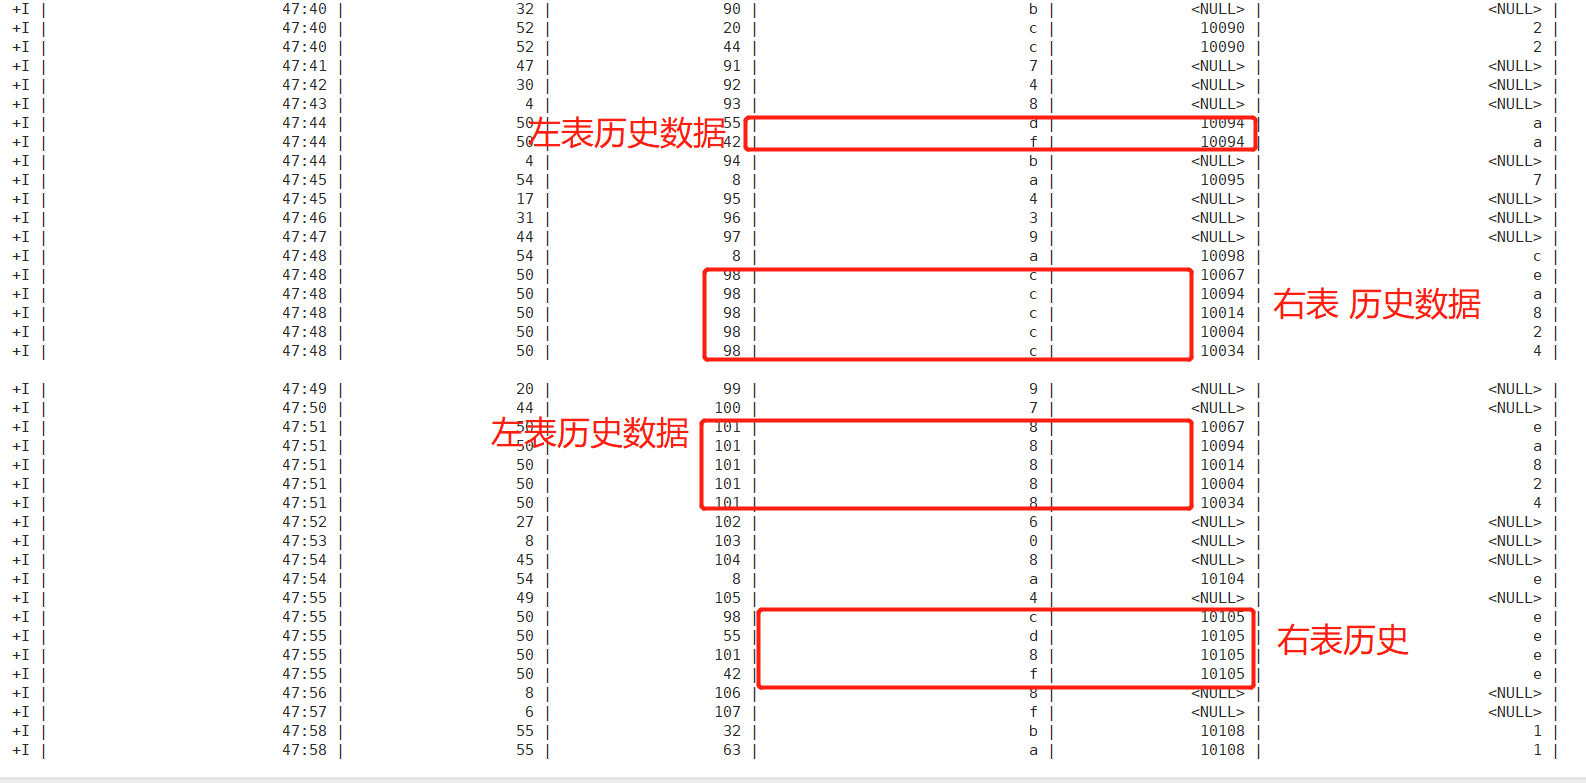 +I | 47:40 | 32 | 90 | b | <NULL> | <NULL> |
+I | 47:40 | 52 | 20 | c | 10090 | 2 |
+I | 47:40 | 52 | 44 | c | 10090 | 2 |
+I | 47:41 | 47 | 91 | 7 | <NULL> | <NULL> |
+I | 47:42 | 30 | 92 | 4 | <NULL> | <NULL> |
+I | 47:43 | 4 | 93 | 8 | <NULL> | <NULL> |
+I | 47:44 | 50 | 55 | d | 10094 | a |
左表历史数据
+I | 47:44 | 50 | 42 | f | 10094 | a |
+I | 47:44 | 4 | 94 | b | <NULL> | <NULL> |
+I | 47:45 | 54 | 8 | a | 10095 | 7 |
+I | 47:45 | 17 | 95 | 4 | <NULL> | <NULL> |
+I | 47:46 | 31 | 96 | 3 | <NULL> | <NULL> |
+I | 47:47 | 44 | 97 | 9 | <NULL> | <NULL> |
+I | 47:48 | 54 | 8 | a | 10098 | c |
+I | 47:48 | 50 | 98 | c | 10067 | e |
+I | 47:48 | 50 | 98 | c | 10094 | a |
右表 历史数据
+I | 47:48 | 50 | 98 | c | 10014 | 8 |
+I | 47:48 | 50 | 98 | c | 10004 | 2 |
+I | 47:48 | 50 | 98 | c | 10034 | 4 |
+I | 47:49 | 20 | 99 | 9 | <NULL> | <NULL> |
+I | 47:50 | 44 | 100 | 7 | <NULL> | <NULL> |
+I | 47:51 | 50 | 101 | 8 | 10067 | e |
左表历史数据
+I | 47:51 | 50 | 101 | 8 | 10094 | a |
+I | 47:51 | 50 | 101 | 8 | 10014 | 8 |
+I | 47:51 | 50 | 101 | 8 | 10004 | 2 |
+I | 47:51 | 50 | 101 | 8 | 10034 | 4 |
+I | 47:52 | 27 | 102 | 6 | <NULL> | <NULL> |
+I | 47:53 | 8 | 103 | 0 | <NULL> | <NULL> |
+I | 47:54 | 45 | 104 | 8 | <NULL> | <NULL> |
+I | 47:54 | 54 | 8 | a | 10104 | e |
+I | 47:55 | 49 | 105 | 4 | <NULL> | <NULL> |
+I | 47:55 | 50 | 98 | c | 10105 | e |
+I | 47:55 | 50 | 55 | d | 10105 | e |
右表历史
+I | 47:55 | 50 | 101 | 8 | 10105 | e |
+I | 47:55 | 50 | 42 | f | 10105 | e |
+I | 47:56 | 8 | 106 | 8 | <NULL> | <NULL> |
+I | 47:57 | 6 | 107 | f | <NULL> | <NULL> |
+I | 47:58 | 55 | 32 | b | 10108 | 1 |
+I | 47:58 | 55 | 63 | a | 10108 | 1 |